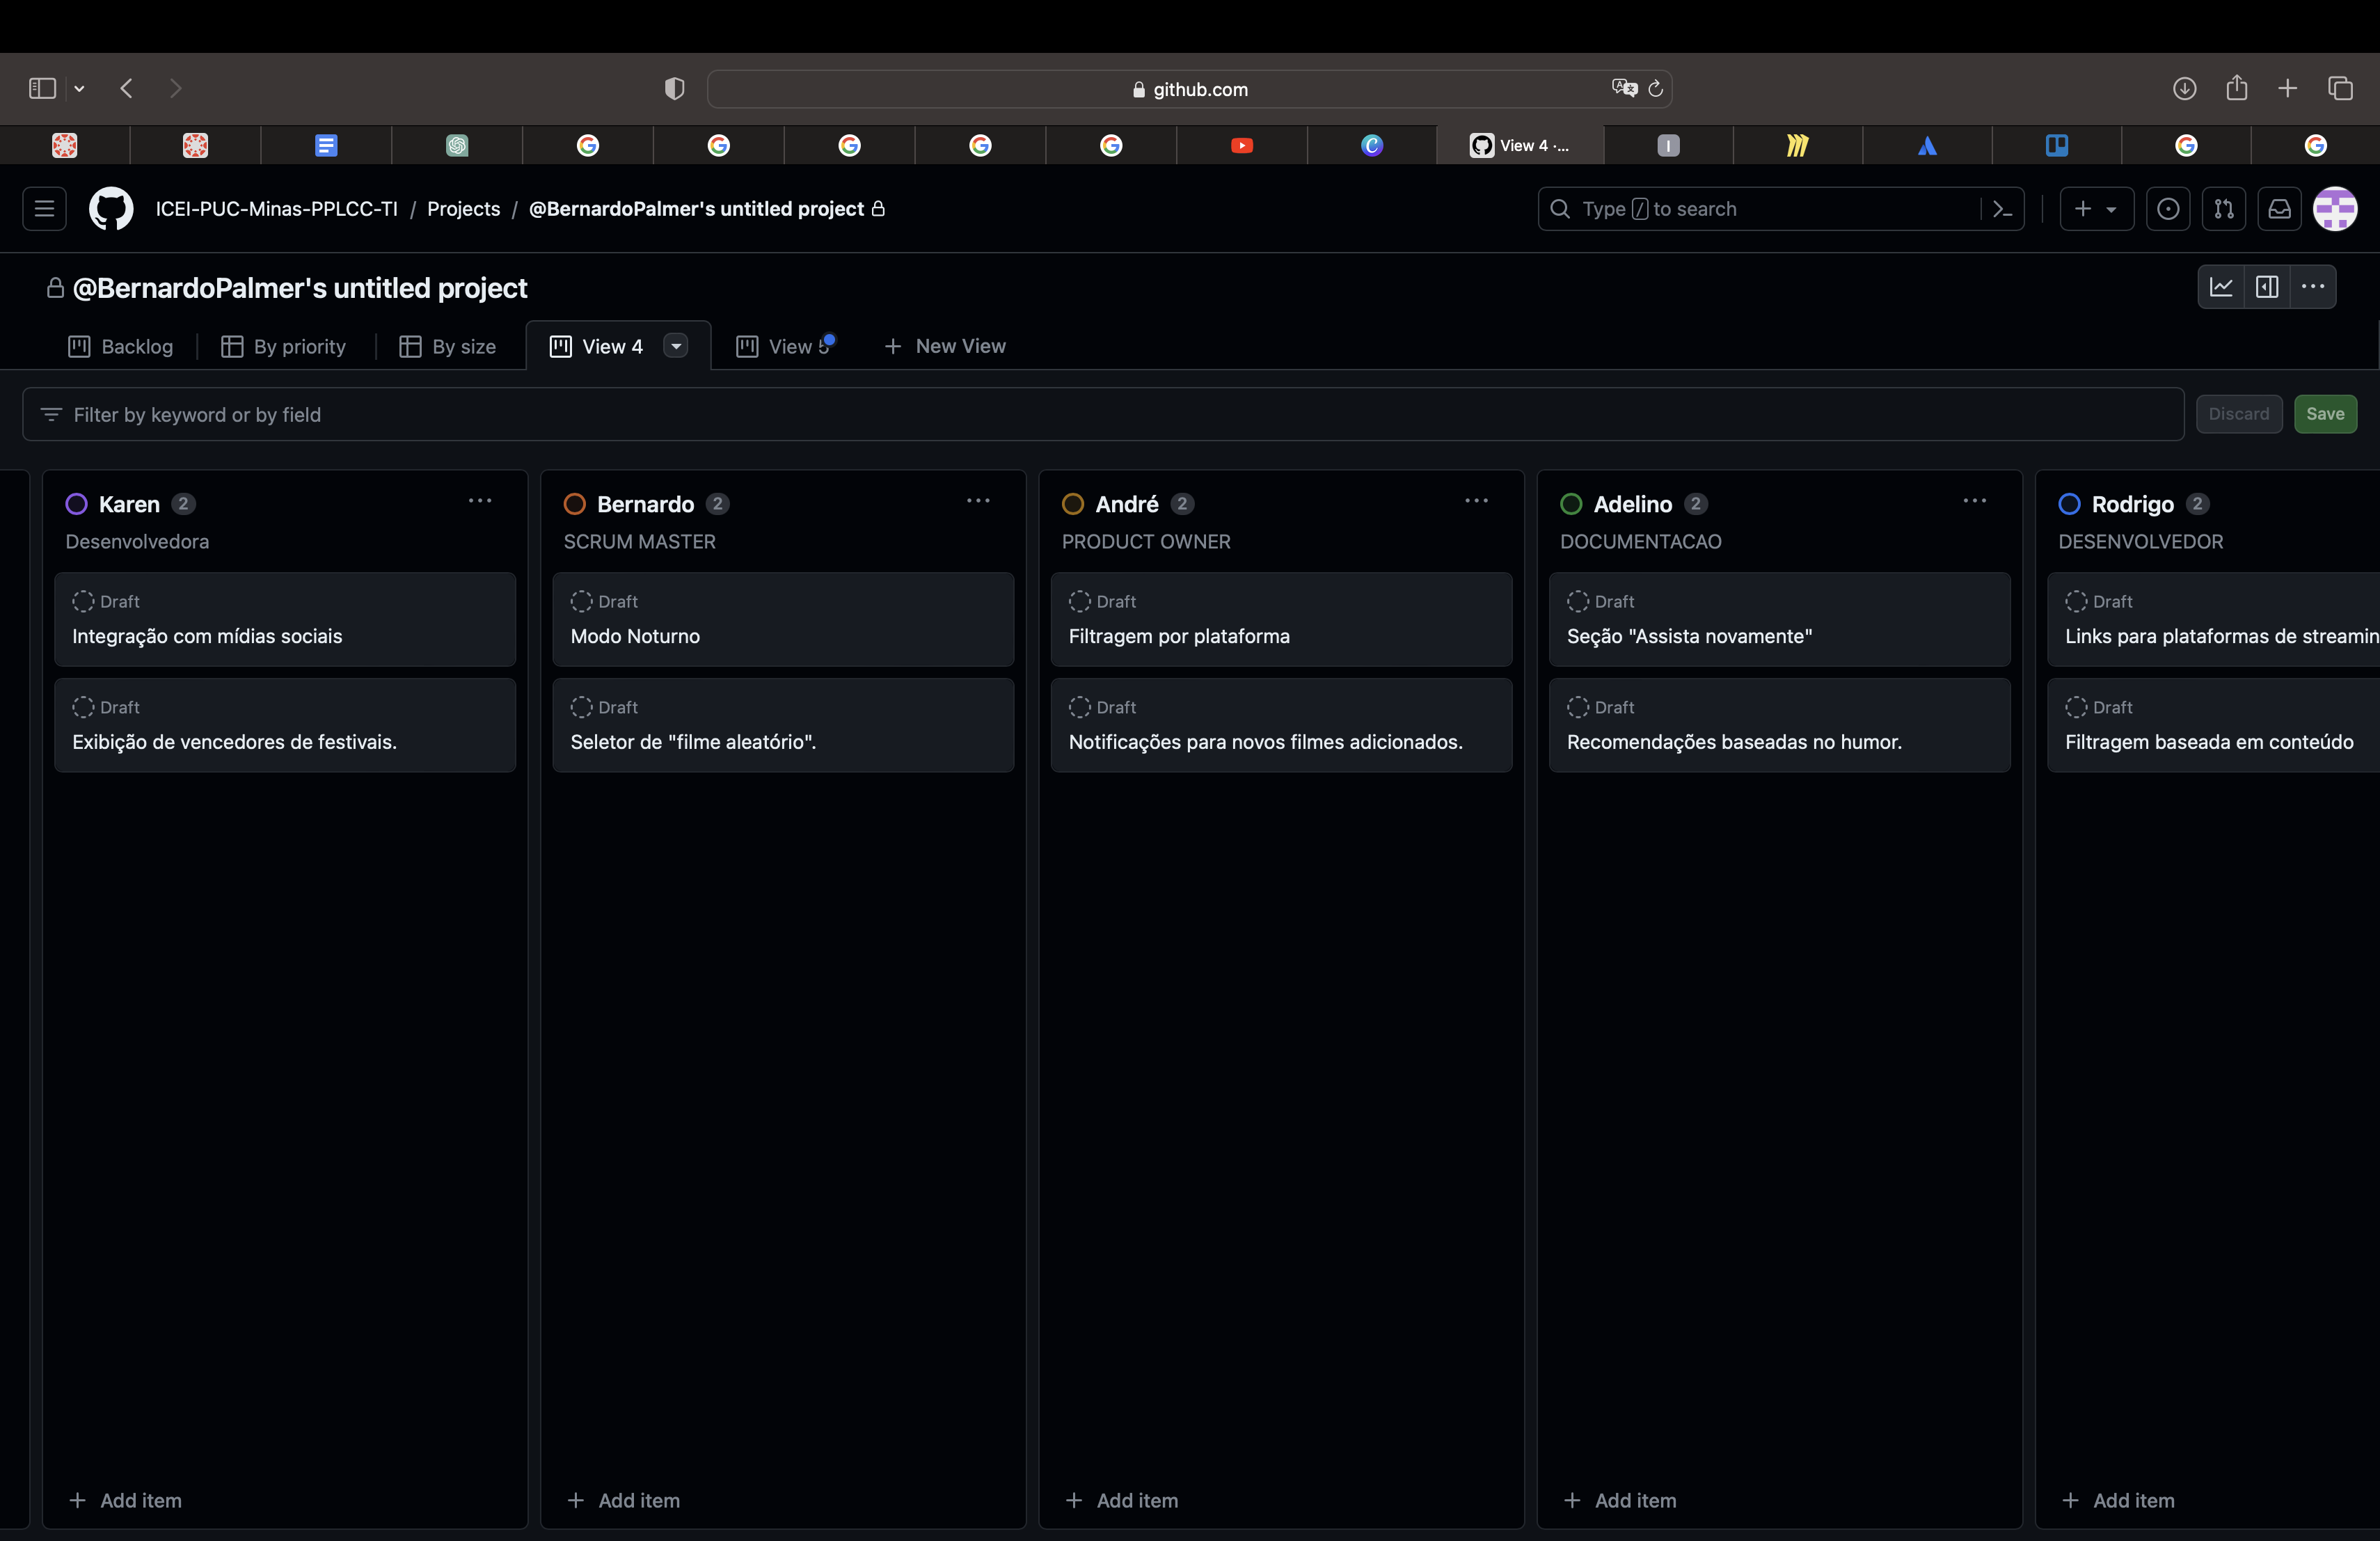 github.com
View 4 ·...
ICEI-PUC-Minas-PPLCC-TI / Projects / @BernardoPalmer's untitled project
Type / to search
@BernardoPalmer's untitled project
Backlog
By priority
By size
View 4
View 5
New View
Filter by keyword or by field
Discard
Save
Karen 2
Desenvolvedora
Draft
Integração com mídias sociais
Draft
Exibição de vencedores de festivais.
Add item
Bernardo 2
SCRUM MASTER
Draft
Modo Noturno
Draft
Seletor de "filme aleatório".
Add item
André 2
PRODUCT OWNER
Draft
Filtragem por plataforma
Draft
Notificações para novos filmes adicionados.
Add item
Adelino 2
DOCUMENTACAO
Draft
Seção "Assista novamente"
Draft
Recomendações baseadas no humor.
Add item
Rodrigo 2
DESENVOLVEDOR
Draft
Links para plataformas de streamin
Draft
Filtragem baseada em conteúdo
Add item